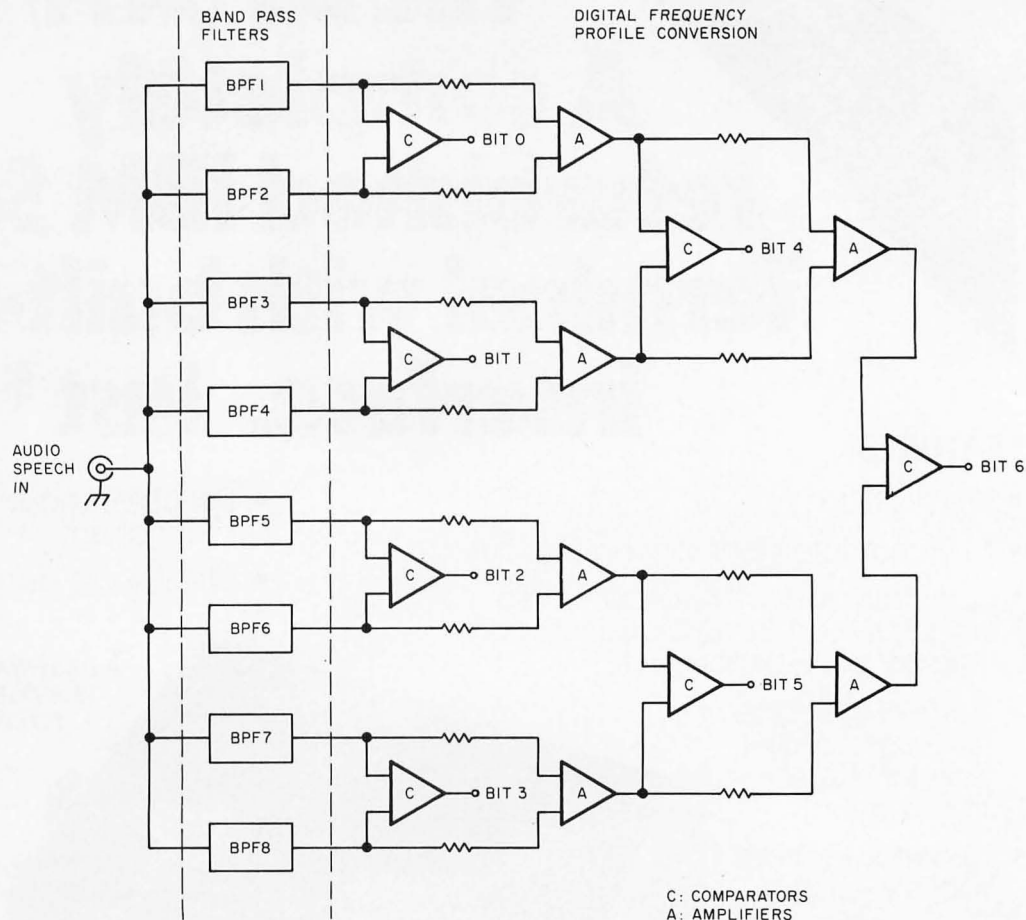 BAND PASS
FILTERS
DIGITAL FREQUENCY
PROFILE CONVERSION
BPF1
C
BIT 0
A
BPF2
C
BIT 4
A
BPF3
C
BIT 1
A
BPF4
AUDIO
SPEECH
IN
C
BIT 6
BPF5
C
BIT 2
A
BPF6
C
BIT 5
A
BPF7
C
BIT 3
A
BPF8
C: COMPARATORS
A: AMPLIFIERS